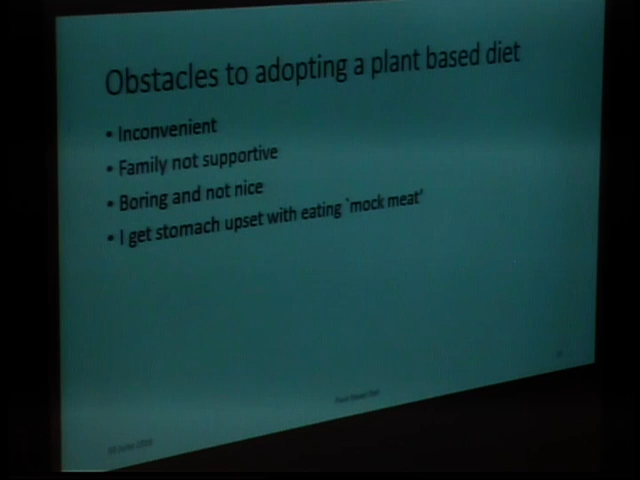 Obstacles to adopting a plant based diet
• Inconvenient
• Family not supportive
• Boring and not nice
• I get stomach upset with eating `mock meat'